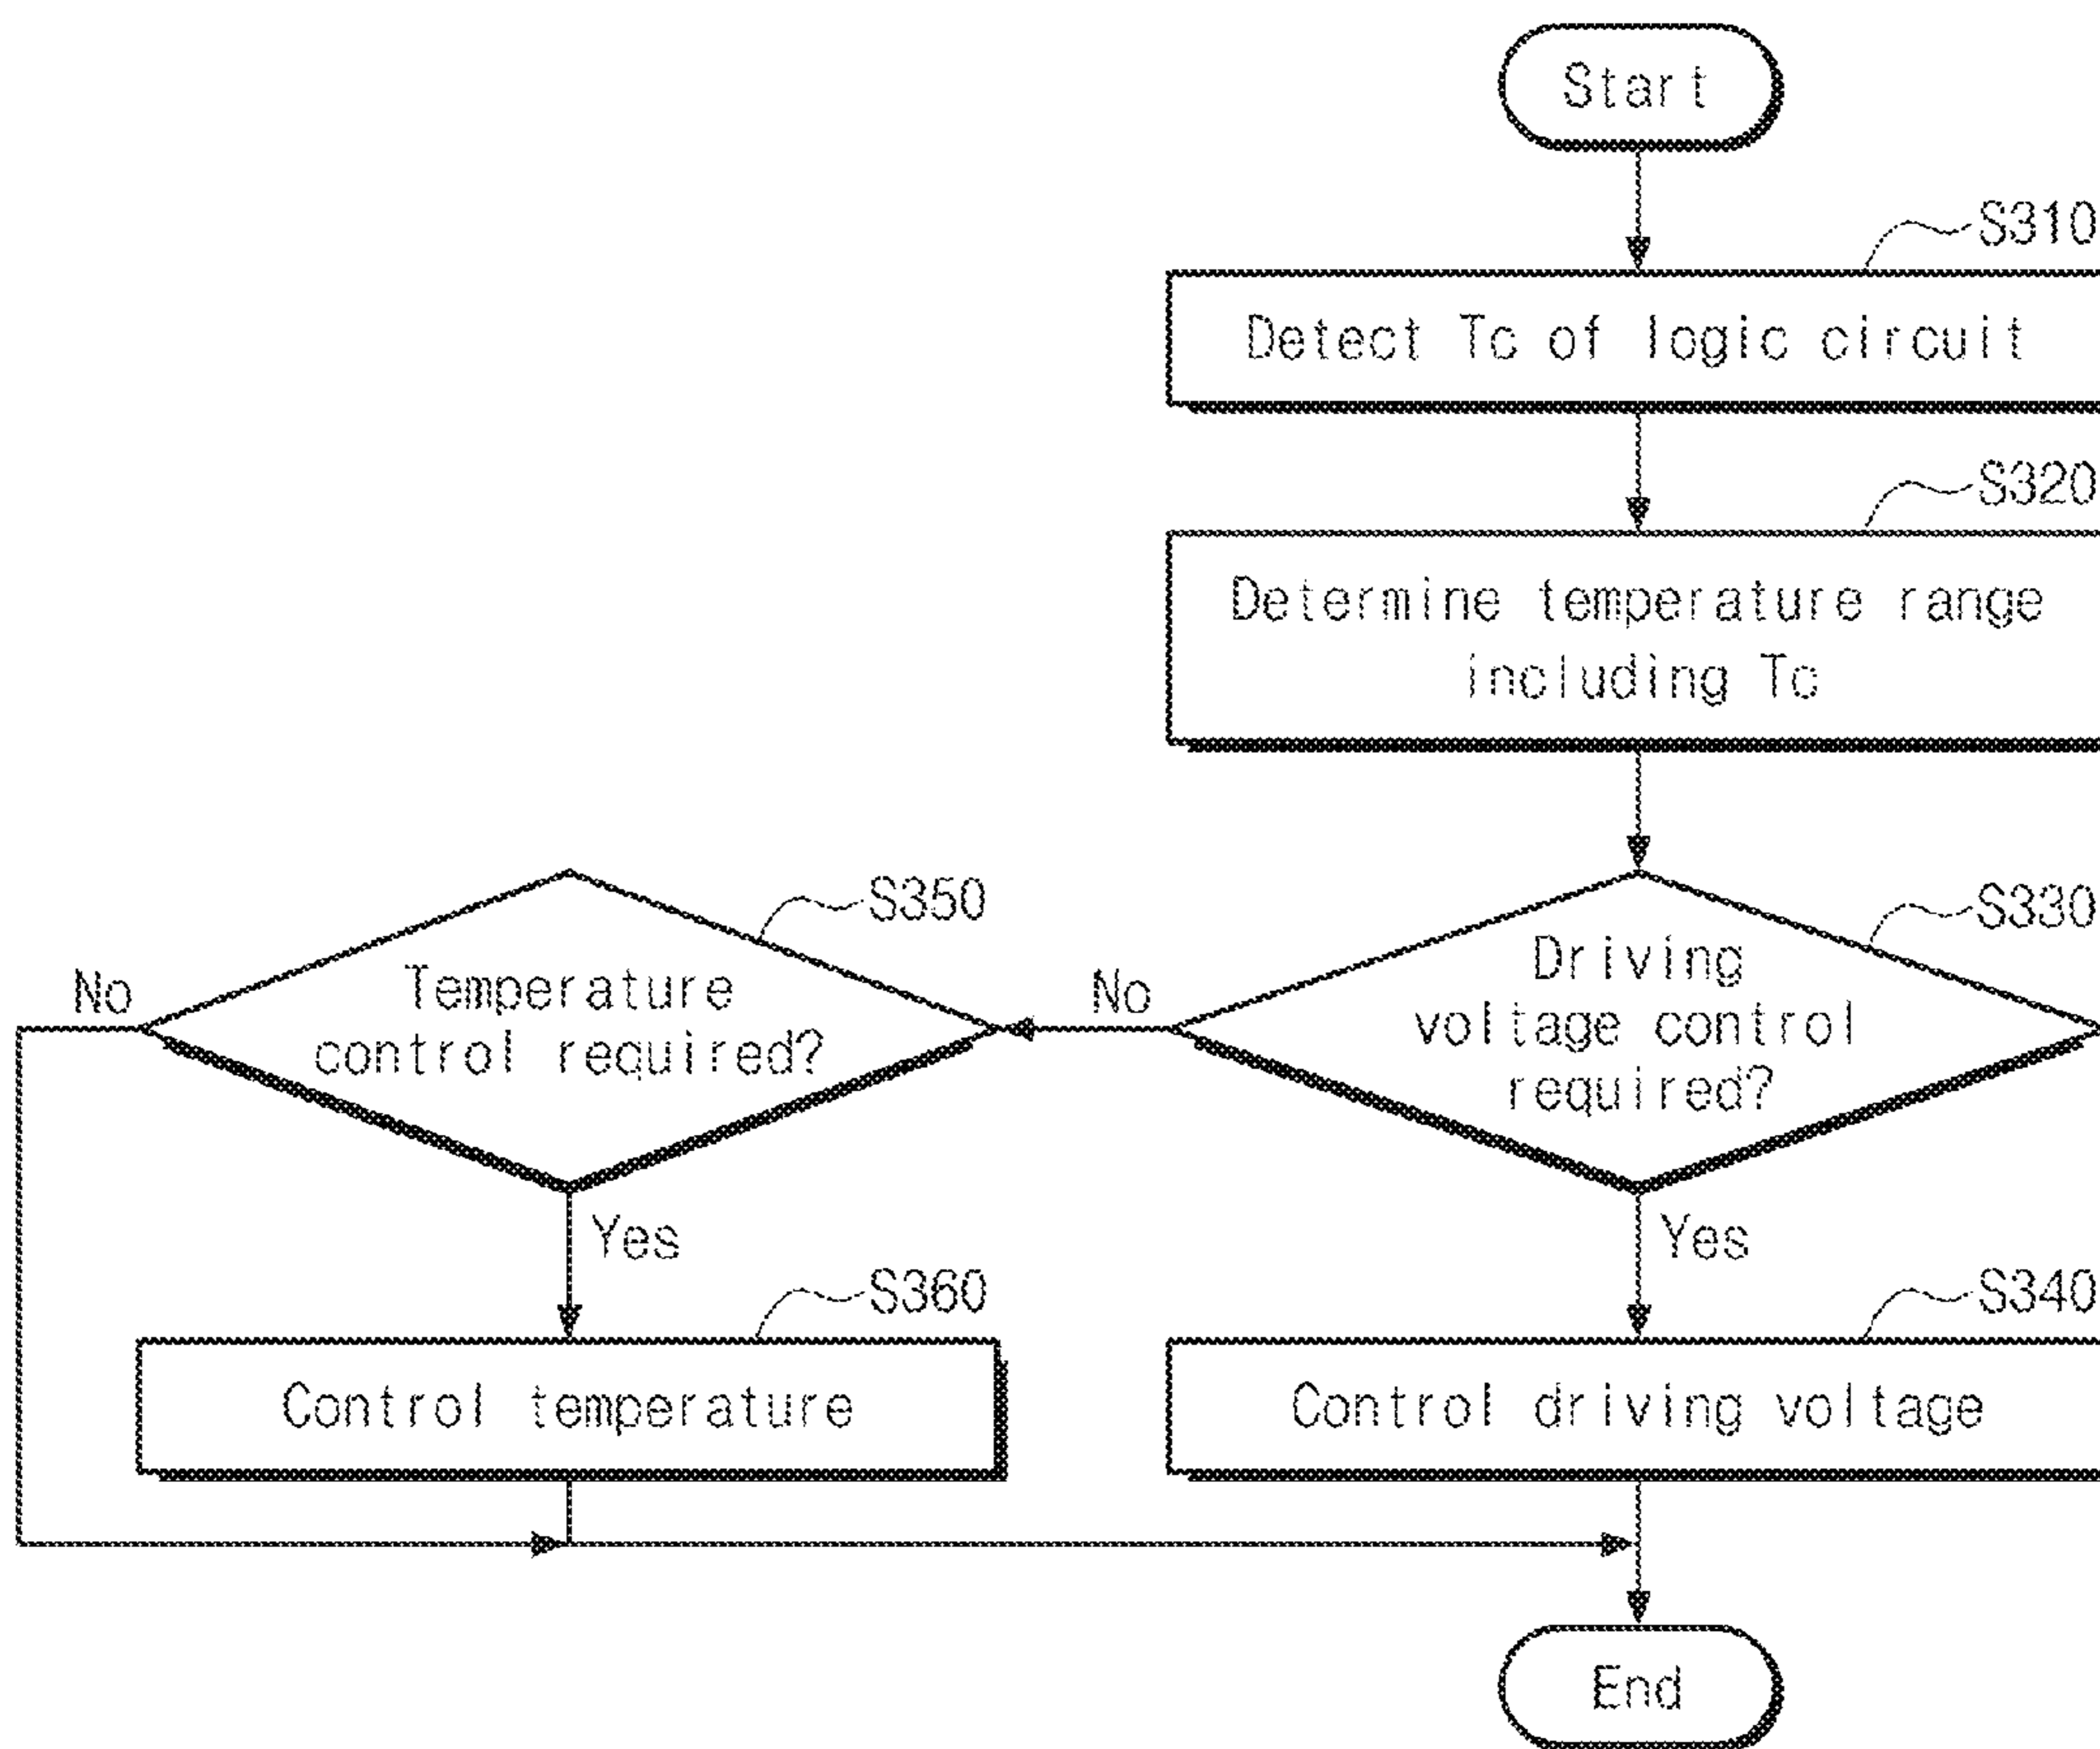 Start
S310
Detect Tc of logic circuit
S320
Determine temperature range
including Tc
S350
S330
No
Temperature
control required?
No
Driving
voltage control
required?
Yes
Yes
S360
S340
Control temperature
Control driving voltage
End